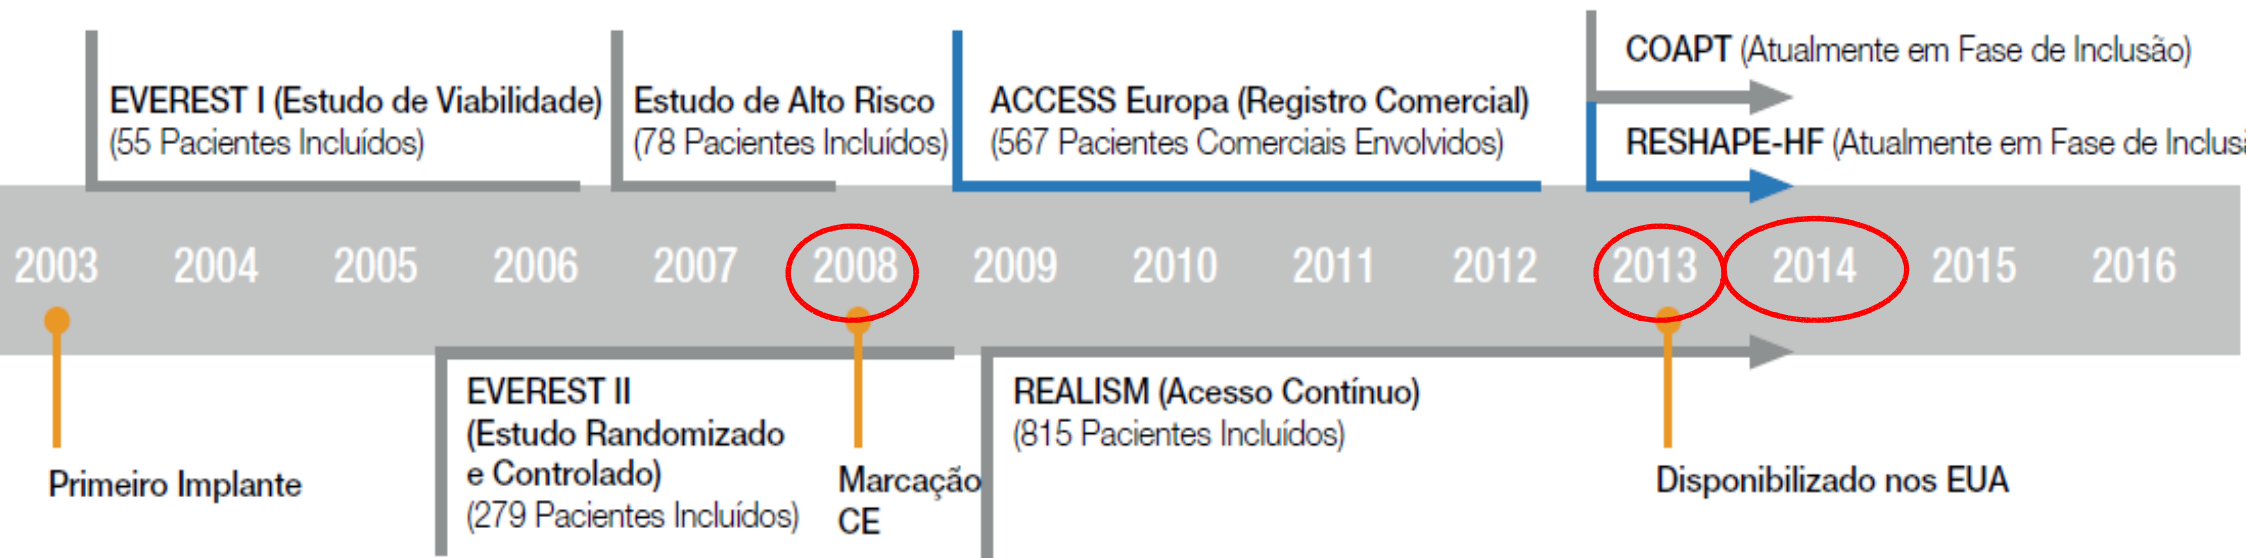 EVEREST I (Estudo de Viabilidade)
(55 Pacientes Incluídos)
Estudo de Alto Risco
(78 Pacientes Incluídos)
ACCESS Europa (Registro Comercial)
(567 Pacientes Comerciais Envolvidos)
COAPT (Atualmente em Fase de Inclusão)
RESHAPE-HF (Atualmente em Fase de
2003 2004 2005 2006 2007 2008 2009 2010 2011 2012 2013 2014 2015 2016
Primeiro Implante
EVEREST II
(Estudo Randomizado
e Controlado)
(279 Pacientes Incluídos)
Marcação
CE
REALISM (Acesso Contínuo)
(815 Pacientes Incluídos)
Disponibilizado nos EUA